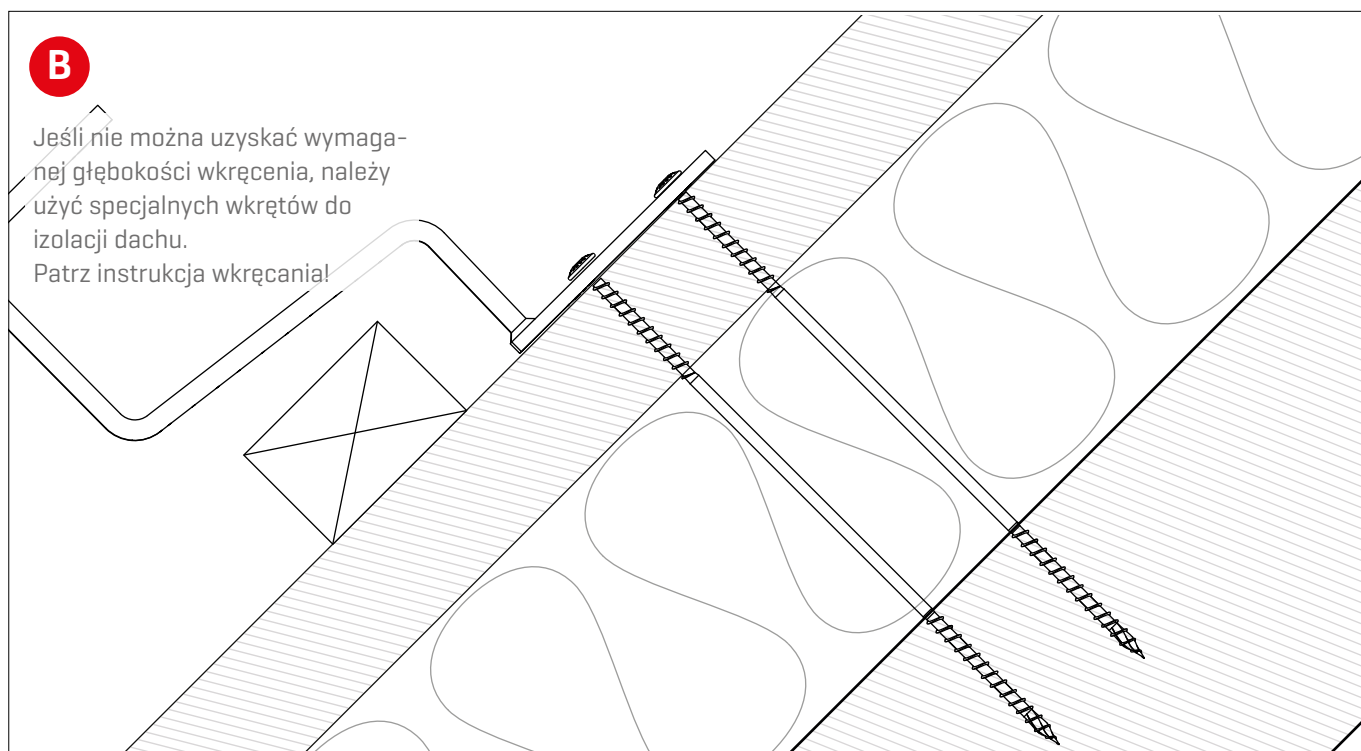 B
Jeśli nie można uzyskać wymaga-
nej głębokości wkręcenia, należy
użyć specjalnych wkrętów do
izolacji dachu.
Patrz instrukcja wkręcania!